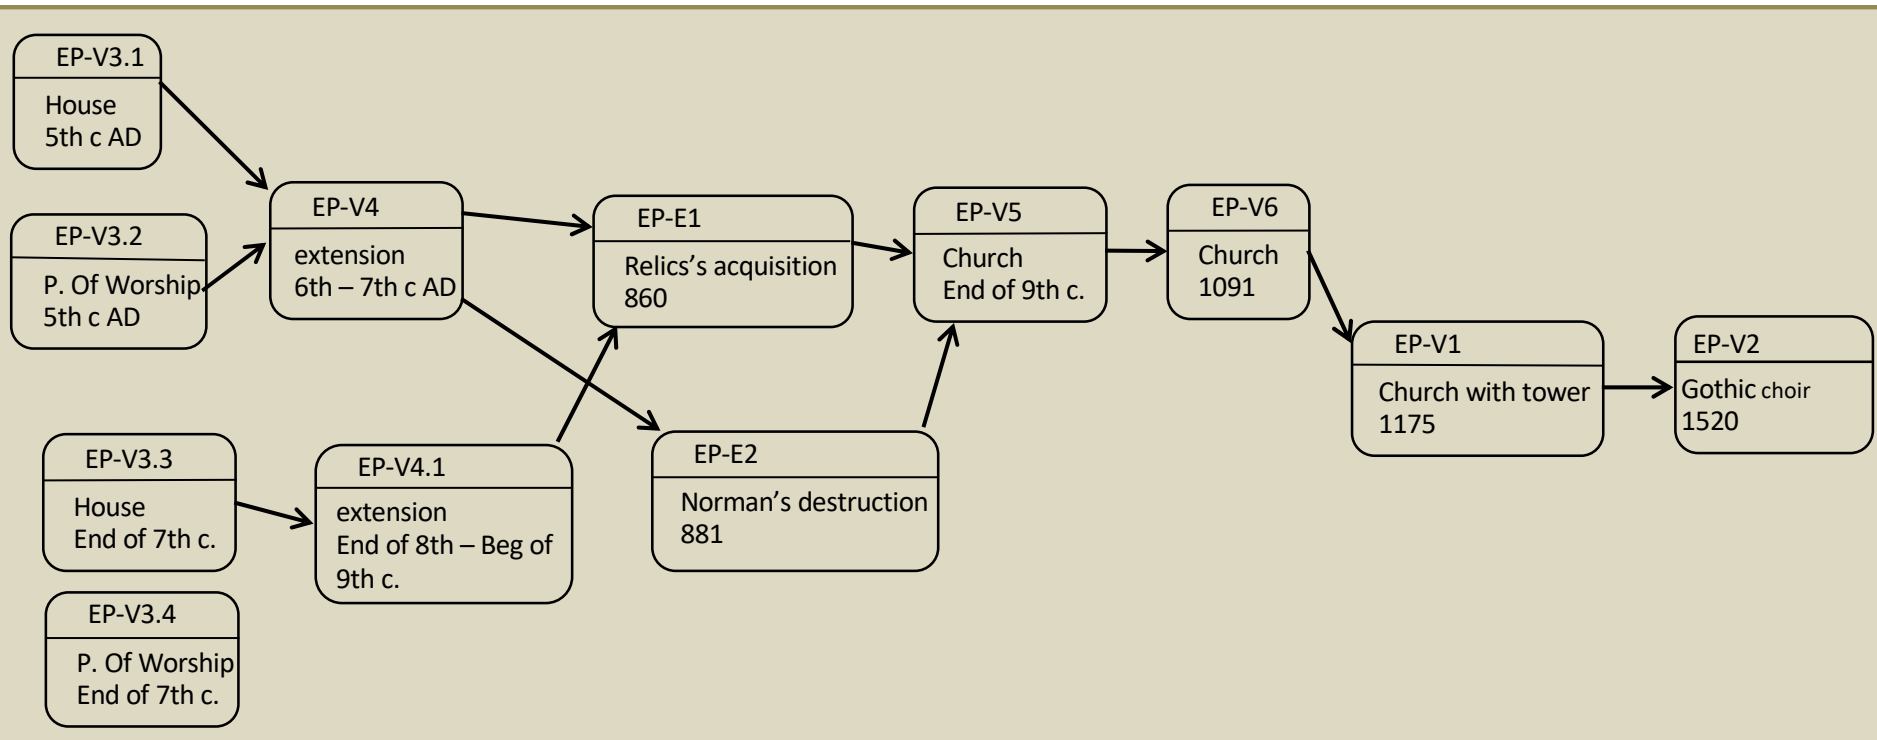 EP-V3.1
House
5th c AD
EP-V3.2
P. Of Worship
5th c AD
EP-V4
extension
6th – 7th c AD
EP-E1
Relics’s acquisition
860
EP-V5
Church
End of 9th c.
EP-V6
Church
1091
EP-V1
Church with tower
1175
EP-V2
Gothic choir
1520
EP-V3.3
House
End of 7th c.
EP-V4.1
extension
End of 8th – Beg of
9th c.
EP-E2
Norman’s destruction
881
EP-V3.4
P. Of Worship
End of 7th c.